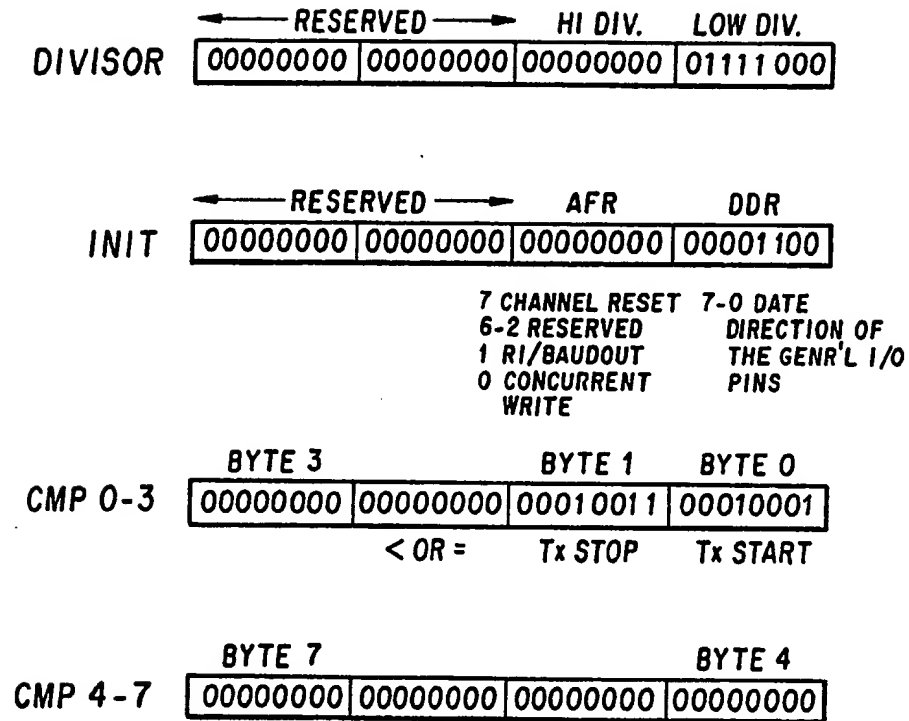 RESERVED HI DIV. LOW DIV.
DIVISOR 00000000 00000000 00000000 01111000
RESERVED AFR DDR
INIT 00000000 00000000 00000000 00001100
7 CHANNEL RESET 7-0 DATE
6-2 RESERVED DIRECTION OF
1 RI/BAUDOUT THE GENR'L I/O
0 CONCURRENT PINS
WRITE
BYTE 3 BYTE 1 BYTE 0
CMP 0-3 00000000 00000000 00010011 00010001
< OR = Tx STOP Tx START
BYTE 7 BYTE 4
CMP 4-7 00000000 00000000 00000000 00000000